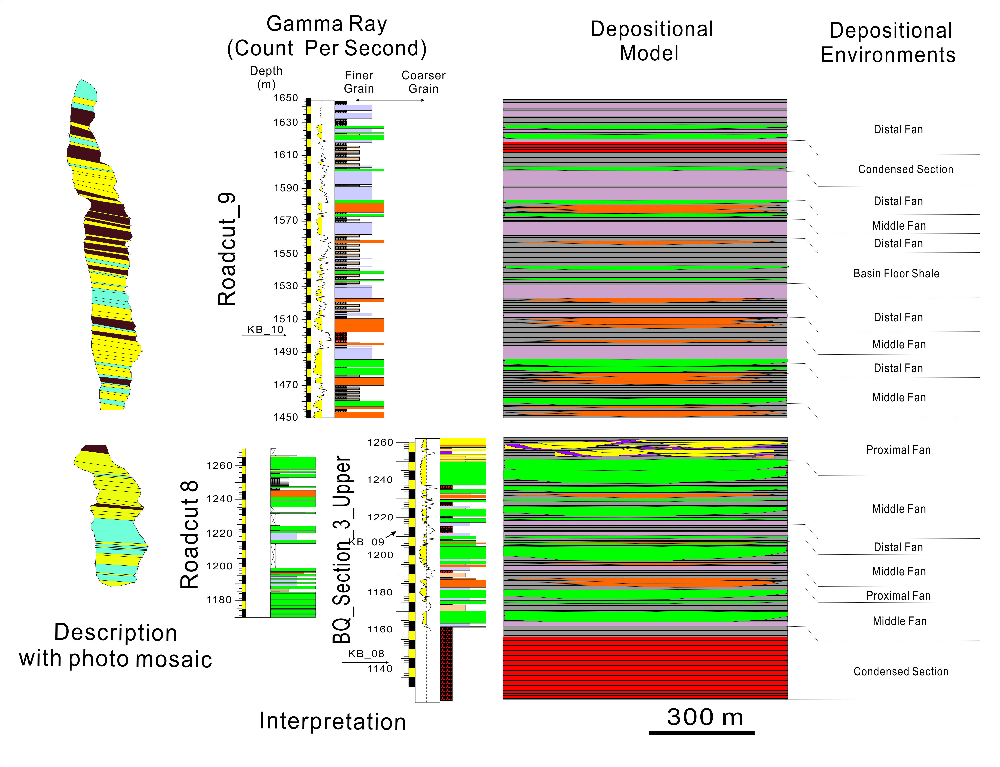 Gamma Ray
(Count Per Second)
Depositional
Model
Depositional
Environments
Depth
(m)
Finer
Grain
Coarser
Grain
Roadcut_9
1650
1630
1610
1590
1570
1550
1530
1510
KB_10
1490
1470
1450
Distal Fan
Condensed Section
Distal Fan
Middle Fan
Distal Fan
Basin Floor Shale
Distal Fan
Middle Fan
Distal Fan
Middle Fan
Roadcut 8
1260
1240
1220
1200
1180
BQ_Section_3_Upper
1260
1240
1220
KB_09
1200
1180
1160
KB_08
1140
Proximal Fan
Middle Fan
Distal Fan
Middle Fan
Proximal Fan
Middle Fan
Condensed Section
Description
with photo mosaic
Interpretation
300 m